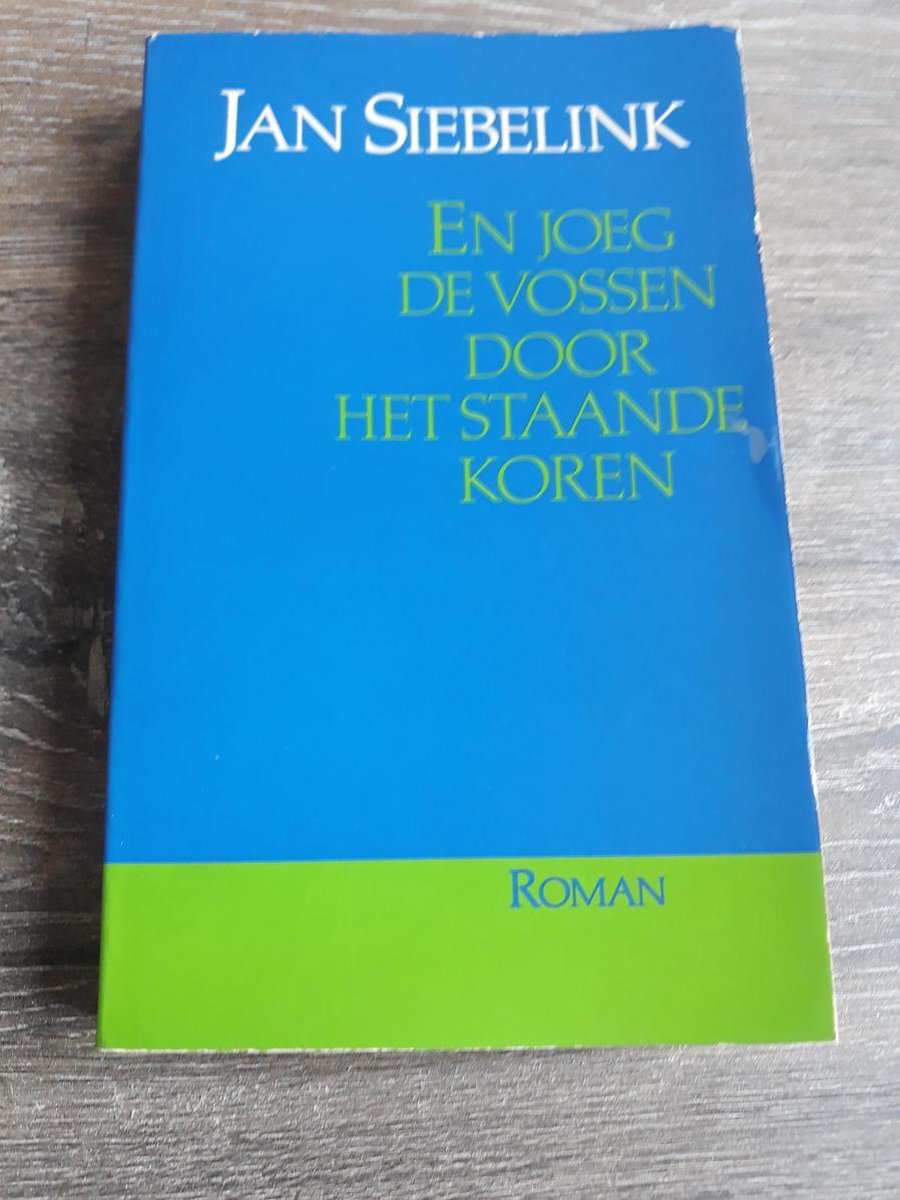 JAN SIEBELINK
EN JOEG
DE VOSSEN
DOOR
HET STAANDE
KOREN
ROMAN